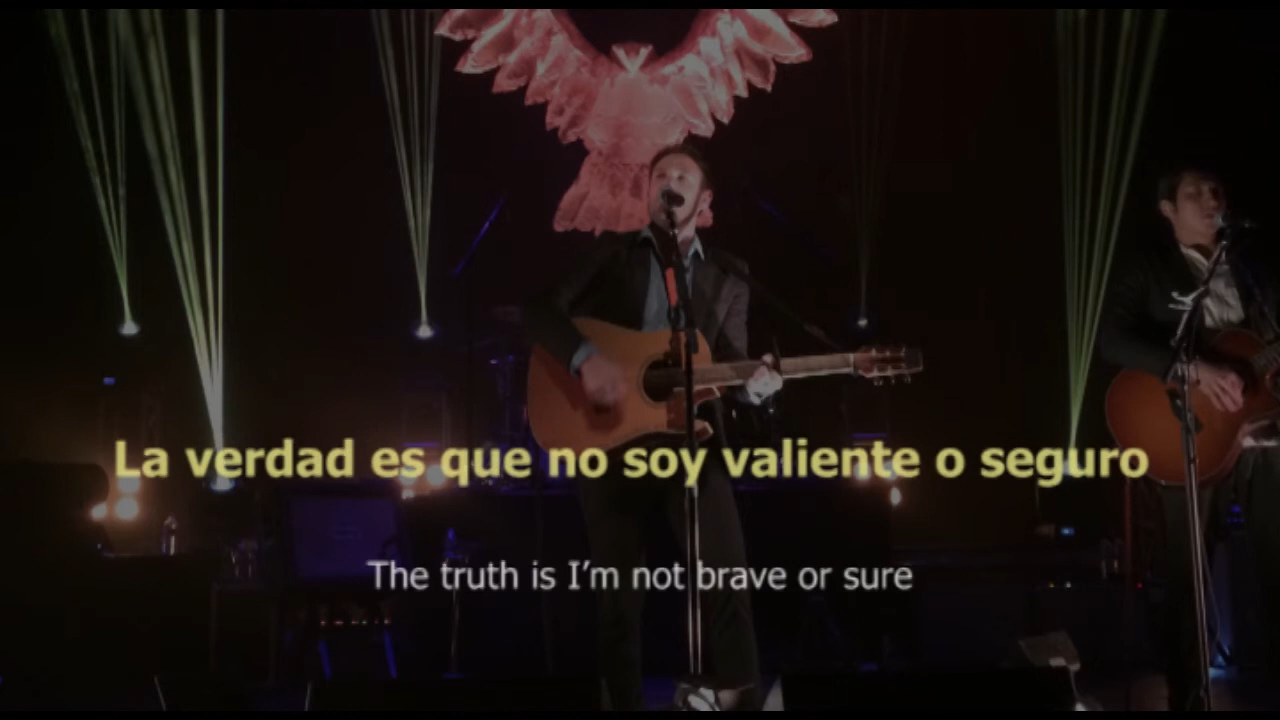 La verdad es que no soy valiente o seguro
The truth is I’m not brave or sure